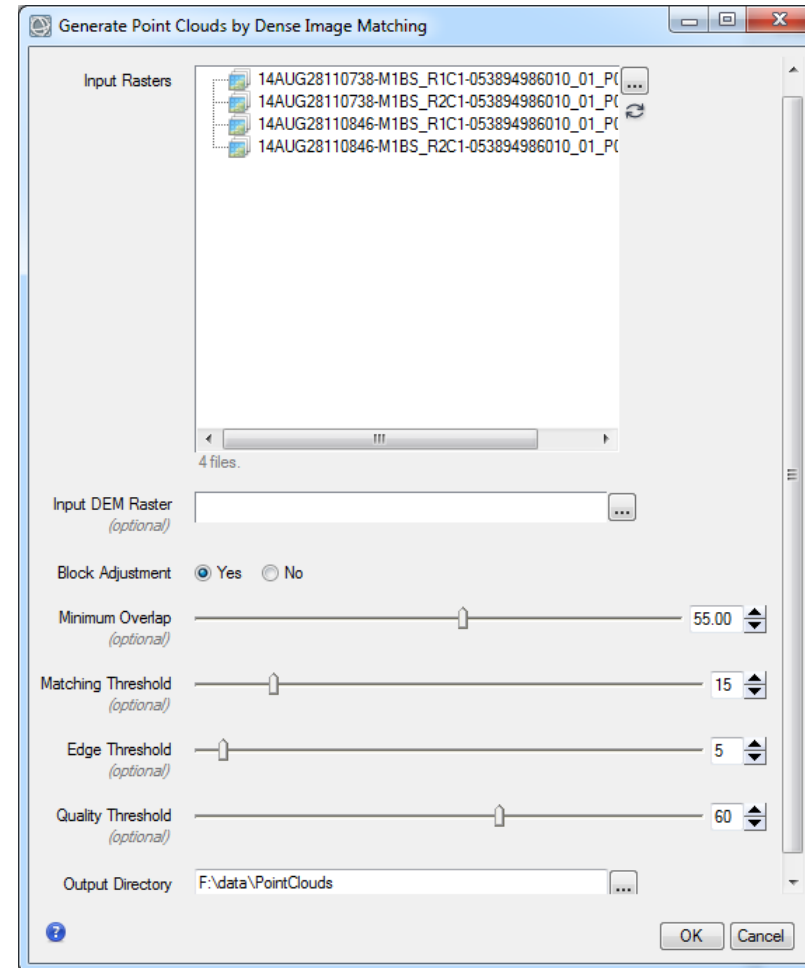 Generate Point Clouds by Dense Image Matching
Input Rasters
14AUG28110738-M1BS_R1C1-053894986010_01_P0
14AUG28110738-M1BS_R2C1-053894986010_01_P0
14AUG28110846-M1BS_R1C1-053894986010_01_P0
14AUG28110846-M1BS_R2C1-053894986010_01_P0
...
4 files.
Input DEM Raster
(optional)
...
Block Adjustment Yes No
Minimum Overlap 55.00
(optional)
Matching Threshold 15
(optional)
Edge Threshold 5
(optional)
Quality Threshold 60
(optional)
Output Directory F:\data\PointClouds ...
? OK Cancel